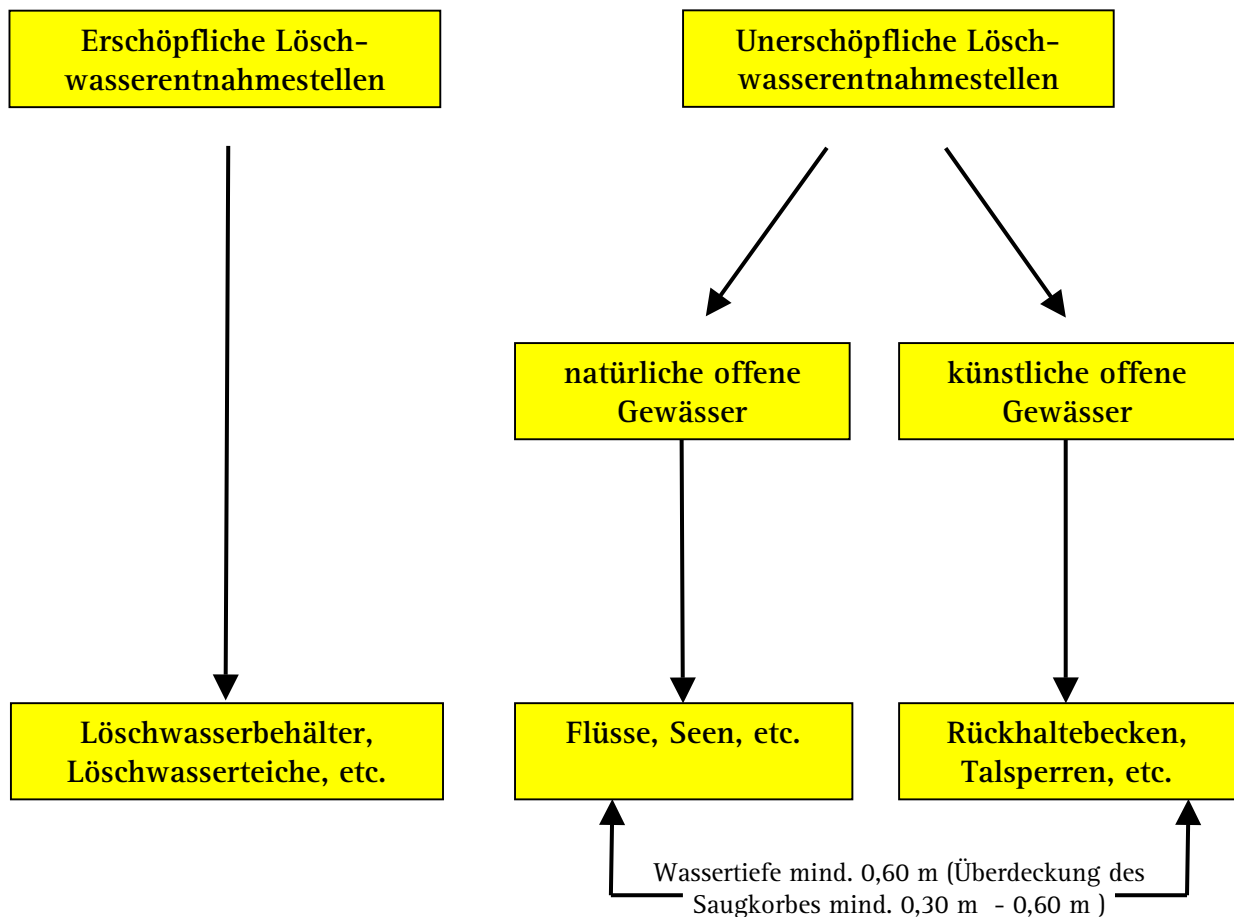 Erschöpfliche Lösch-
wasserentnahmestellen
Unerschöpfliche Lösch-
wasserentnahmestellen
natürliche offene
Gewässer
künstliche offene
Gewässer
Löschwasserbehälter,
Löschwasserteiche, etc.
Flüsse, Seen, etc.
Rückhaltebecken,
Talsperren, etc.
Wassertiefe mind. 0,60 m (Überdeckung des
Saugkorbes mind. 0,30 m - 0,60 m )